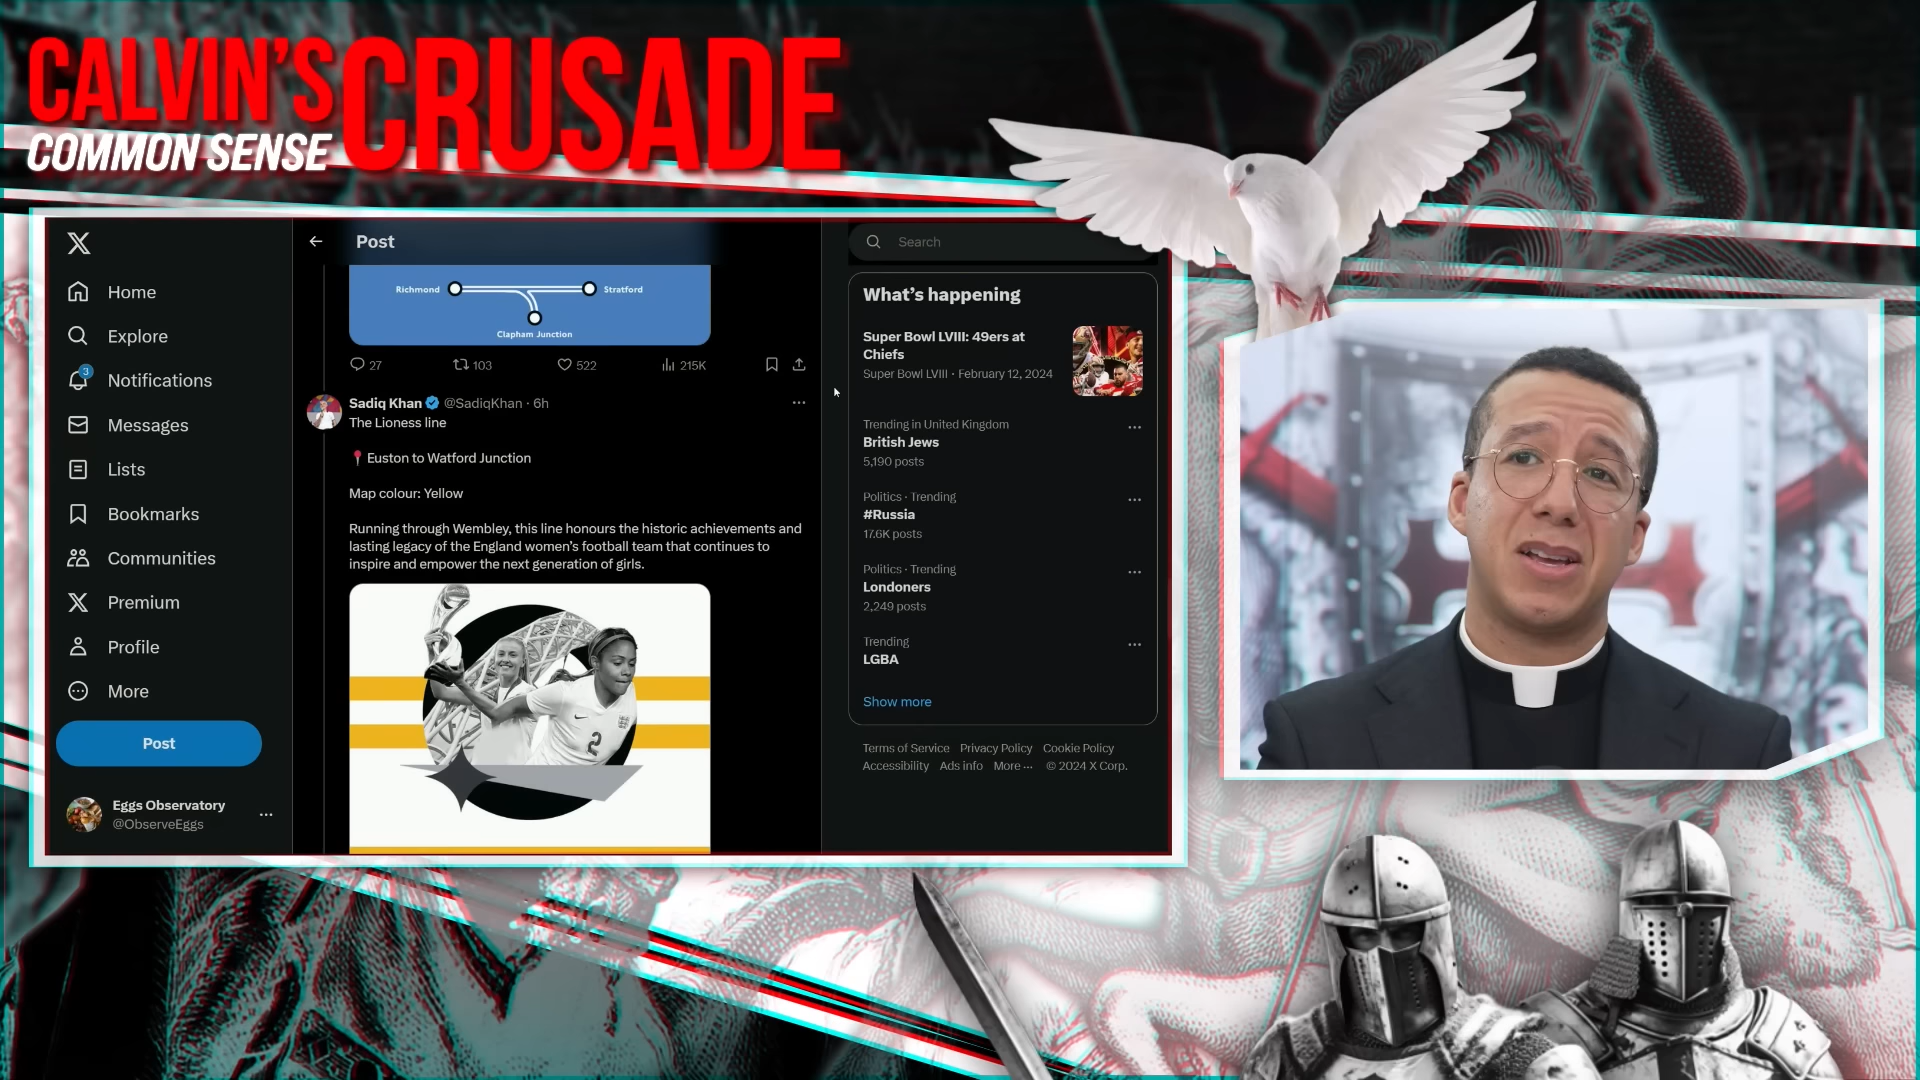 CALVIN'S
COMMON SENSE
CRUSADE
Home
Explore
3
Notifications
Messages
Lists
Bookmarks
Communities
Premium
Profile
More
Post
Eggs Observatory
@ObserveEggs
Post
Richmond
Stratford
Clapham Junction
27
103
522
215K
Sadiq Khan @SadiqKhan · 6h
The Lioness line
Euston to Watford Junction
Map colour: Yellow
Running through Wembley, this line honours the historic achievements and
lasting legacy of the England women's football team that continues to
inspire and empower the next generation of girls.
2
Search
What's happening
Super Bowl LVIII: 49ers at
Chiefs
Super Bowl LVIII · February 12, 2024
Trending in United Kingdom
British Jews
5,190 posts
Politics · Trending
#Russia
17.6K posts
Politics · Trending
Londoners
2,249 posts
Trending
LGBA
Show more
Terms of Service Privacy Policy Cookie Policy
Accessibility Ads info More ··· © 2024 X Corp.